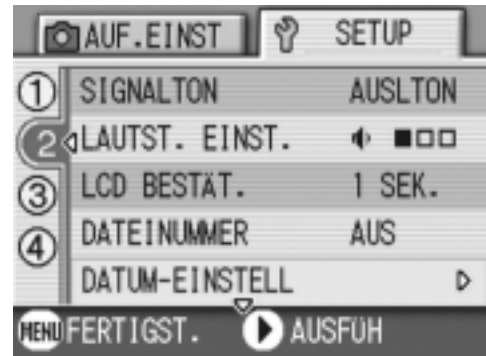 AUF.EINST SETUP
1 SIGNALTON AUSLTON
2 LAUTST. EINST.
3 LCD BESTÄT. 1 SEK.
4 DATEINUMMER AUS
DATUM-EINSTELL
MENU FERTIGST. AUSFÜH